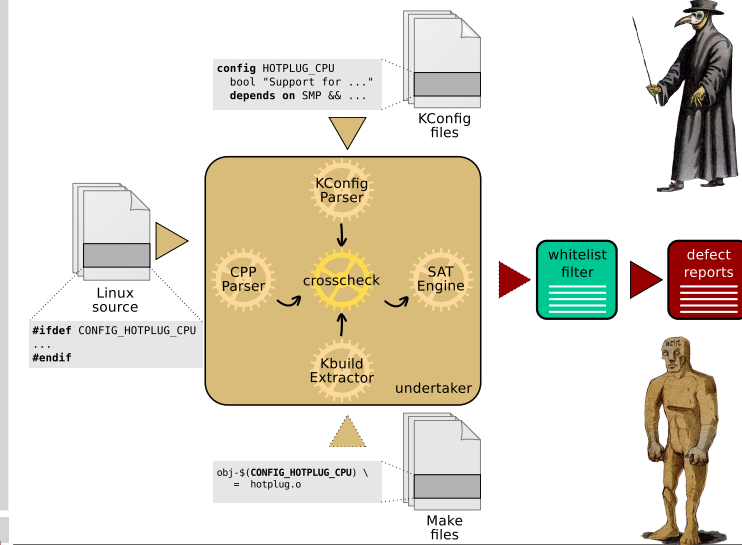 config HOTPLUG_CPU
bool "Support for ..."
depends on SMP && ...
KConfig
files
KConfig
Parser
Linux
source
#ifdef CONFIG_HOTPLUG_CPU
...
#endif
CPP
Parser
crosscheck
SAT
Engine
Kbuild
Extractor
undertaker
whitelist
filter
defect
reports
obj-$(CONFIG_HOTPLUG_CPU) \
= hotplug.o
Make
files